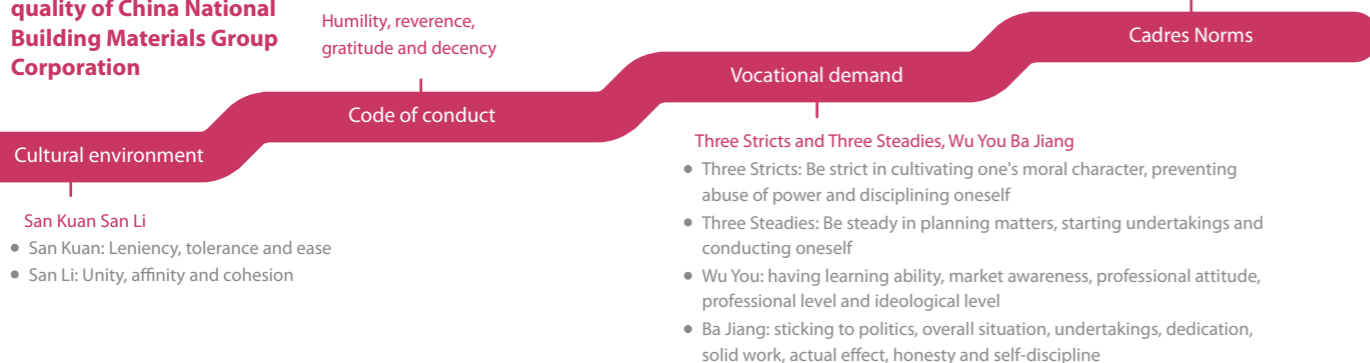 quality of China National
Building Materials Group
Corporation
Humility, reverence,
gratitude and decency
Cadres Norms
Vocational demand
Code of conduct
Cultural environment
San Kuan San Li
● San Kuan: Leniency, tolerance and ease
● San Li: Unity, affinity and cohesion
Three Stricts and Three Steadies, Wu You Ba Jiang
● Three Stricts: Be strict in cultivating one's moral character, preventing
abuse of power and disciplining oneself
● Three Steadies: Be steady in planning matters, starting undertakings and
conducting oneself
● Wu You: having learning ability, market awareness, professional attitude,
professional level and ideological level
● Ba Jiang: sticking to politics, overall situation, undertakings, dedication,
solid work, actual effect, honesty and self-discipline